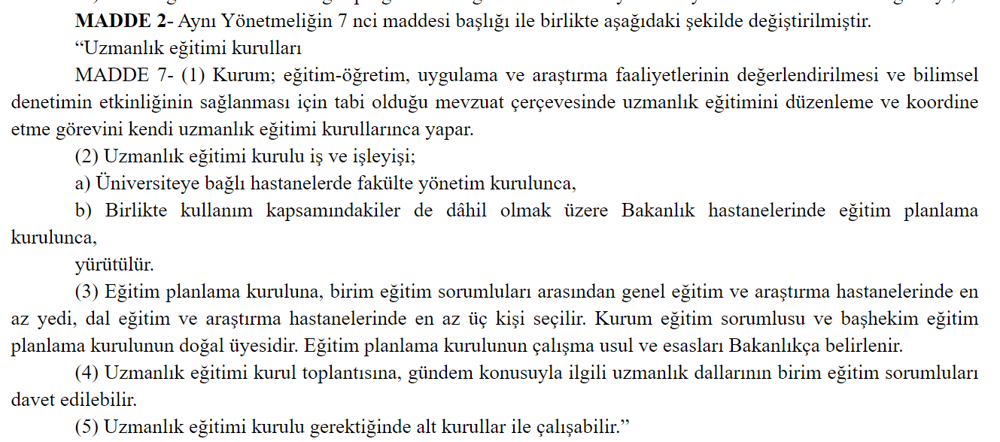 MADDE 2- Aynı Yönetmeliğin 7 nci maddesi başlığı ile birlikte aşağıdaki şekilde değiştirilmiştir.
“Uzmanlık eğitimi kurulları
MADDE 7- (1) Kurum; eğitim-öğretim, uygulama ve araştırma faaliyetlerinin değerlendirilmesi ve bilimsel
denetimin etkinliğinin sağlanması için tabi olduğu mevzuat çerçevesinde uzmanlık eğitimini düzenleme ve koordine
etme görevini kendi uzmanlık eğitimi kurullarınca yapar.
(2) Uzmanlık eğitimi kurulu iş ve işleyişi;
a) Üniversiteye bağlı hastanelerde fakülte yönetim kurulunca,
b) Birlikte kullanım kapsamındakiler de dâhil olmak üzere Bakanlık hastanelerinde eğitim planlama
kurulunca,
yürütülür.
(3) Eğitim planlama kuruluna, birim eğitim sorumluları arasından genel eğitim ve araştırma hastanelerinde en
az yedi, dal eğitim ve araştırma hastanelerinde en az üç kişi seçilir. Kurum eğitim sorumlusu ve başhekim eğitim
planlama kurulunun doğal üyesidir. Eğitim planlama kurulunun çalışma usul ve esasları Bakanlıkça belirlenir.
(4) Uzmanlık eğitimi kurul toplantısına, gündem konusuyla ilgili uzmanlık dallarının birim eğitim sorumluları
davet edilebilir.
(5) Uzmanlık eğitimi kurulu gerektiğinde alt kurullar ile çalışabilir.”